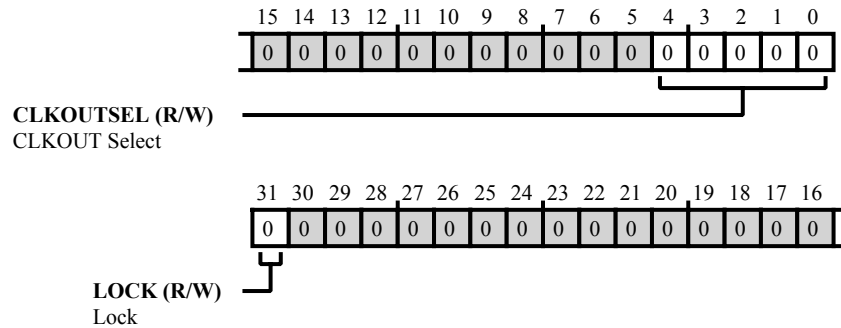 15 14 13 12 11 10 9 8 7 6 5 4 3 2 1 0
0 0 0 0 0 0 0 0 0 0 0 0 0 0 0 0
CLKOUTSEL (R/W)
CLKOUT Select
31 30 29 28 27 26 25 24 23 22 21 20 19 18 17 16
0 0 0 0 0 0 0 0 0 0 0 0 0 0 0 0
LOCK (R/W)
Lock